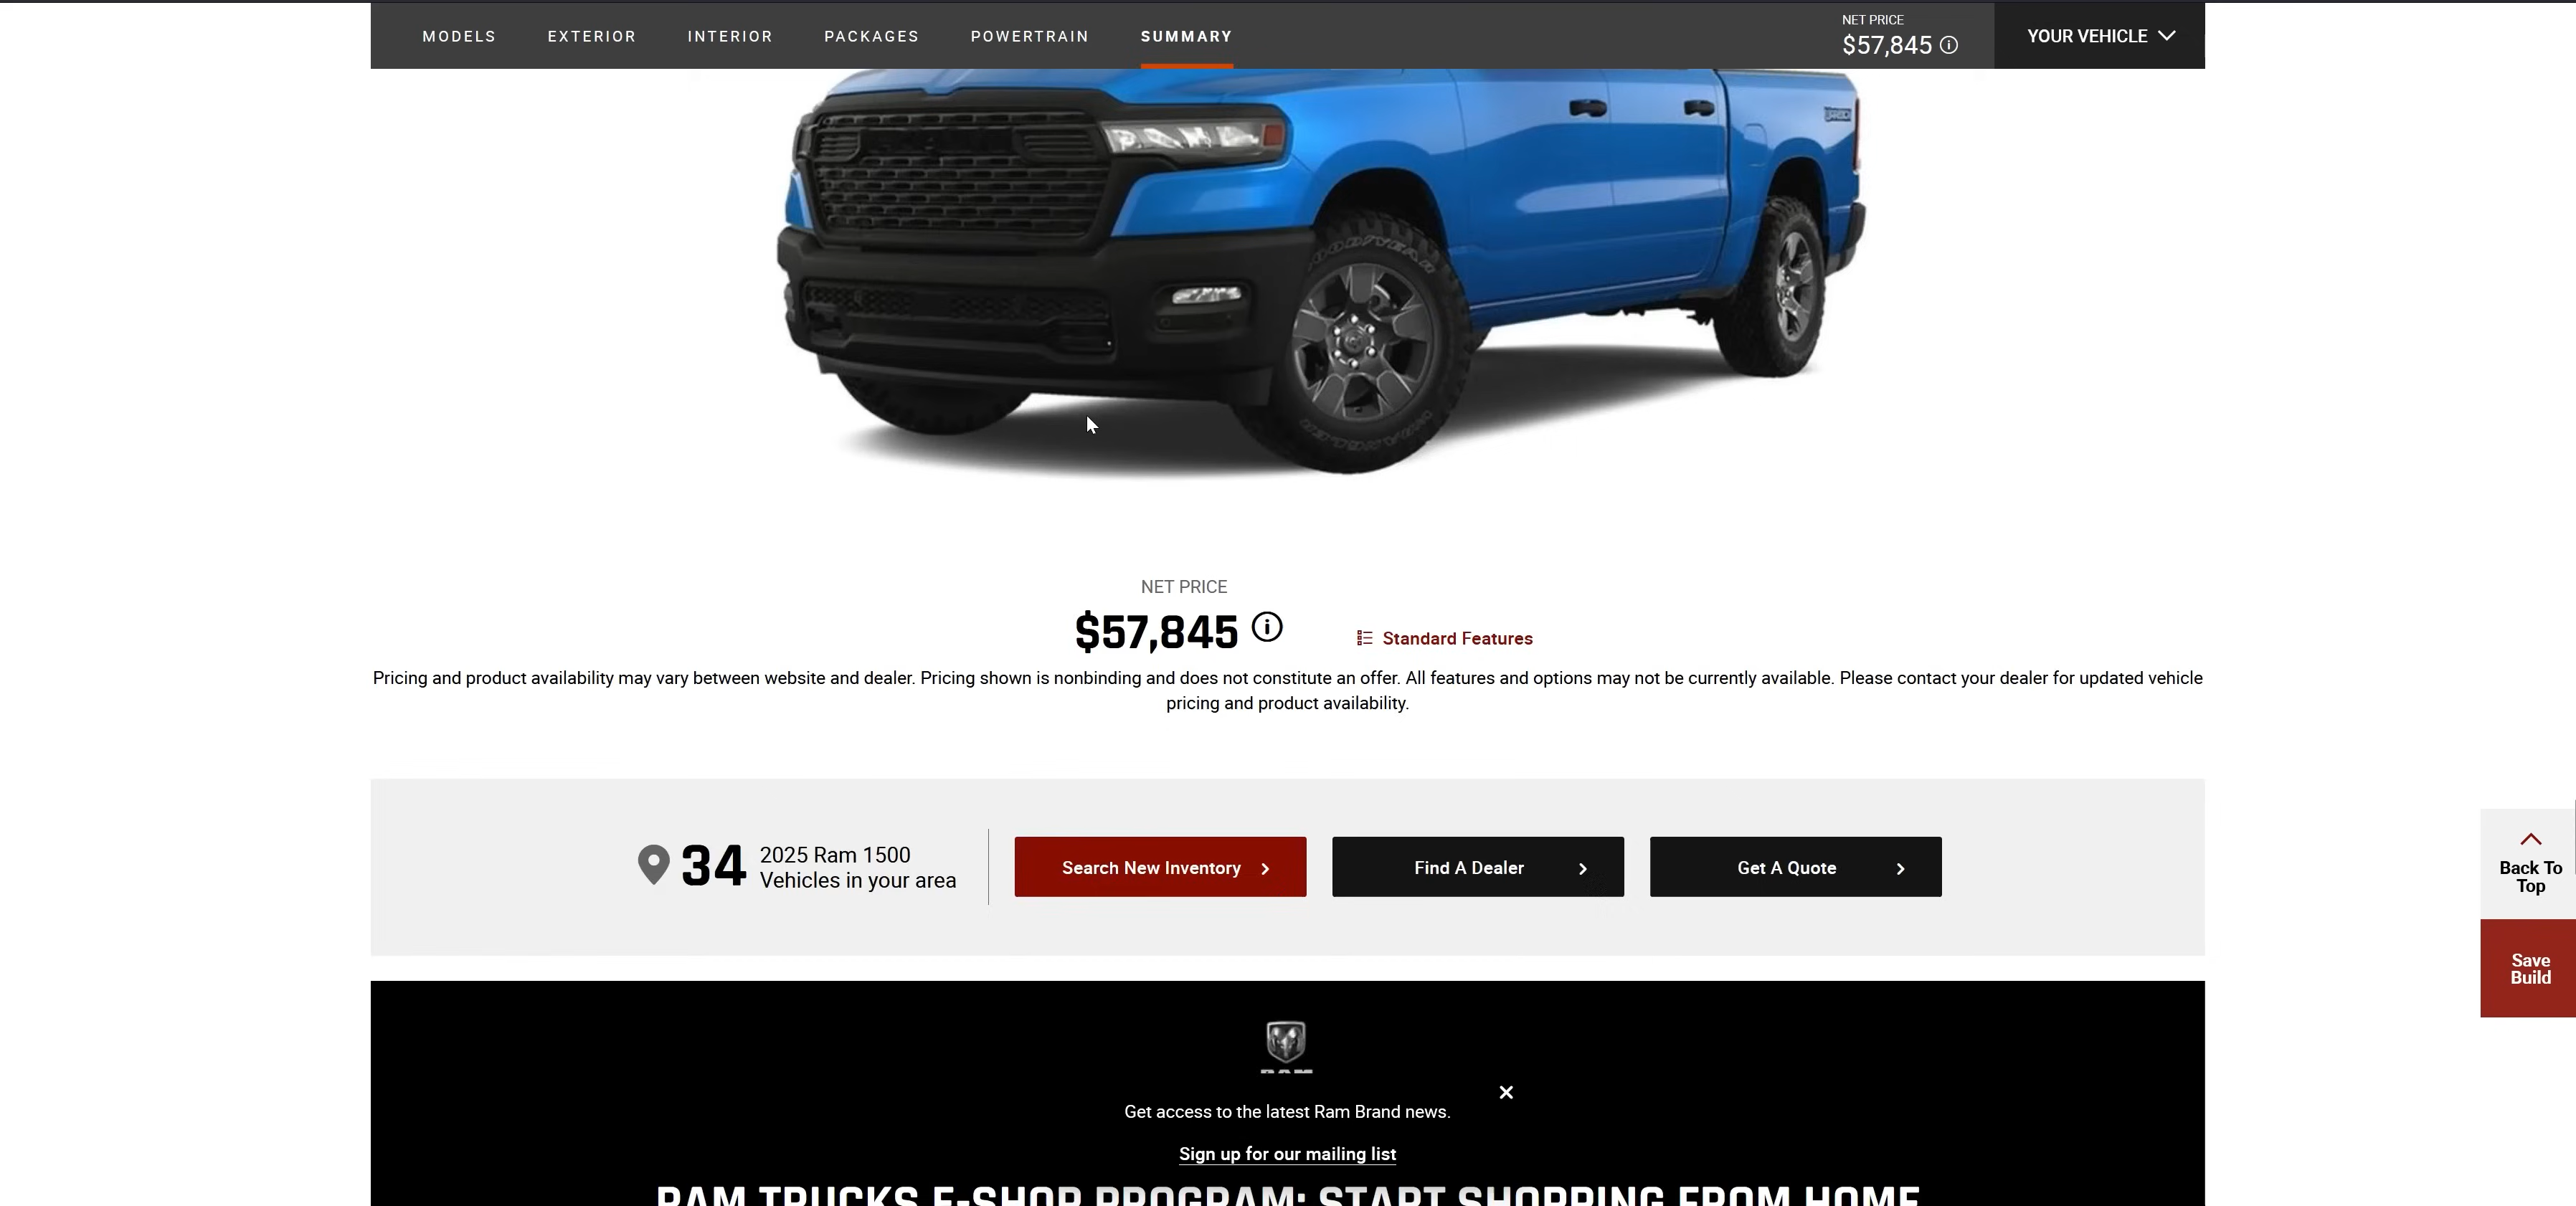 MODELS EXTERIOR INTERIOR PACKAGES POWERTRAIN SUMMARY
NET PRICE
$57,845
YOUR VEHICLE
GOODYEAR
WRANGLER
NET PRICE
$57,845
Standard Features
Pricing and product availability may vary between website and dealer. Pricing shown is nonbinding and does not constitute an offer. All features and options may not be currently available. Please contact your dealer for updated vehicle
pricing and product availability.
34
2025 Ram 1500
Vehicles in your area
Search New Inventory
Find A Dealer
Get A Quote
Back To
Top
Save
Build
RAM
Get access to the latest Ram Brand news.
Sign up for our mailing list
RAM TRUCKS E-SHOP PROGRAM: START SHOPPING FROM HOME